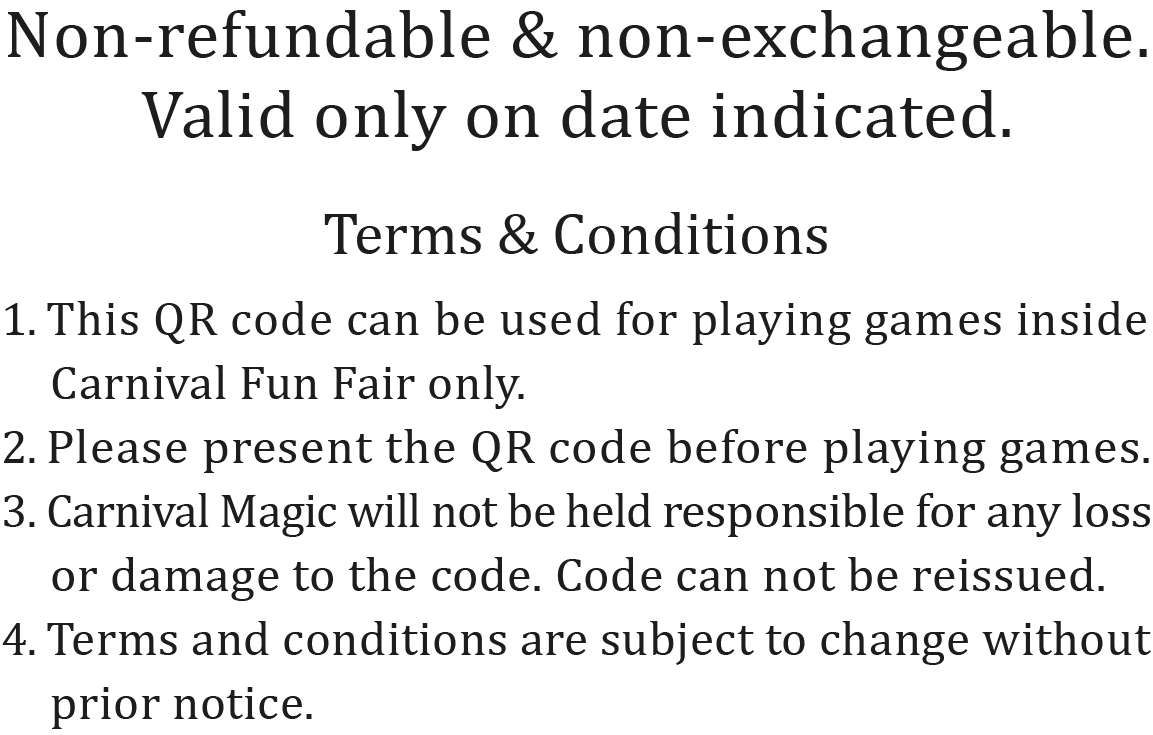 Non-refundable & non-exchangeable.
Valid only on date indicated.
Terms & Conditions
1. This QR code can be used for playing games inside
Carnival Fun Fair only.
2. Please present the QR code before playing games.
3. Carnival Magic will not be held responsible for any loss
or damage to the code. Code can not be reissued.
4. Terms and conditions are subject to change without
prior notice.